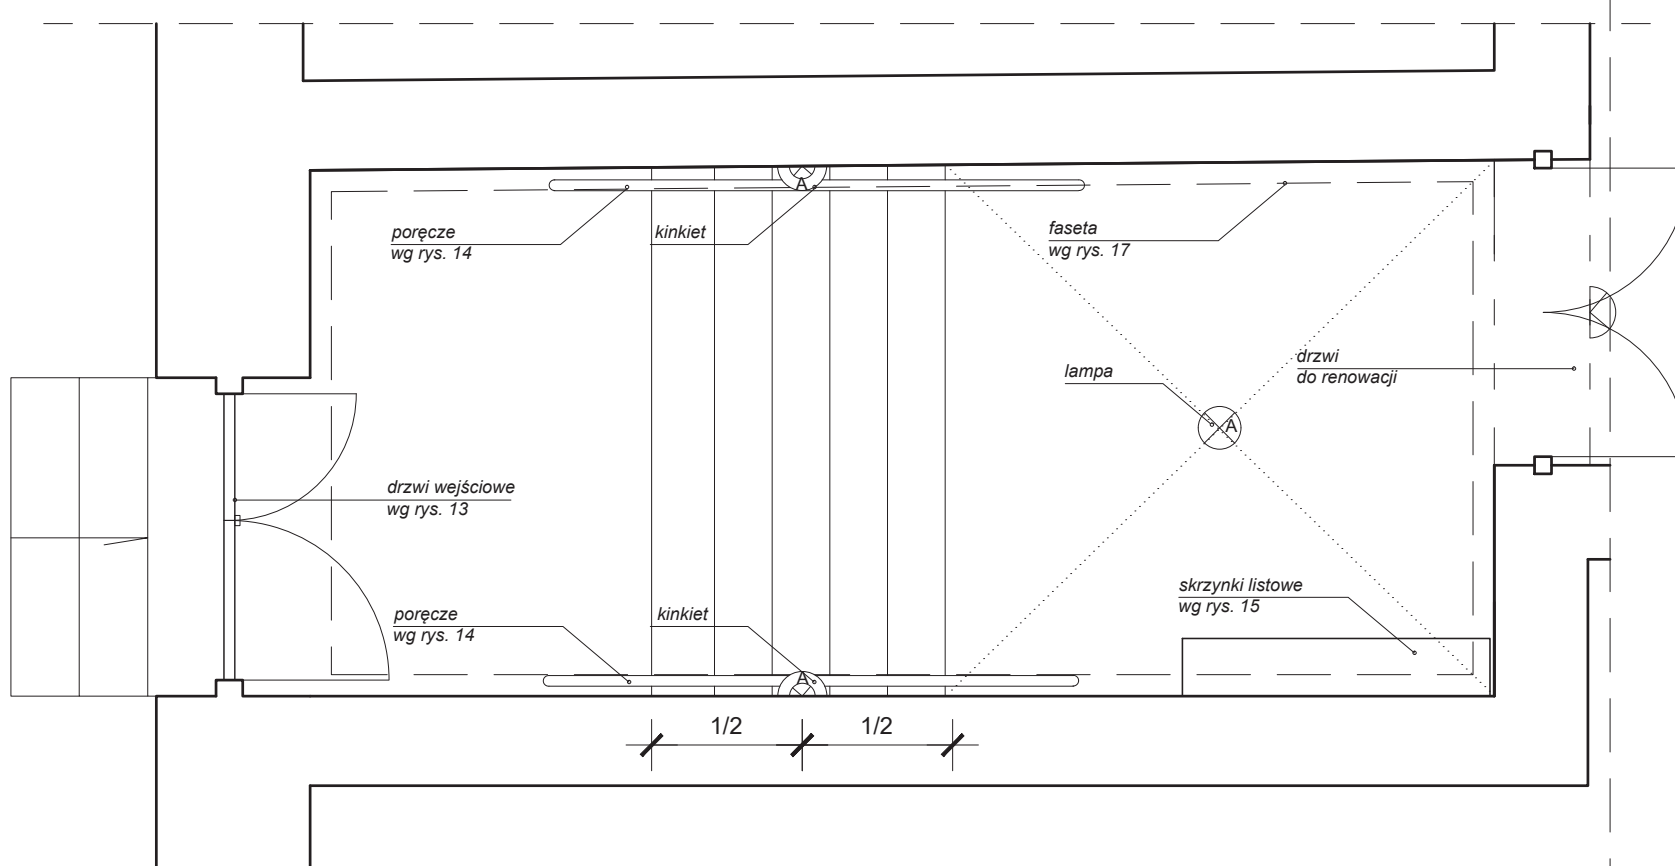 A
poręcze
wg rys. 14
kinkiet
faseta
wg rys. 17
drzwi
do renowacji
lampa
A
drzwi wejściowe
wg rys. 13
skrzynki listowe
wg rys. 15
poręcze
wg rys. 14
kinkiet
A
1/2
1/2